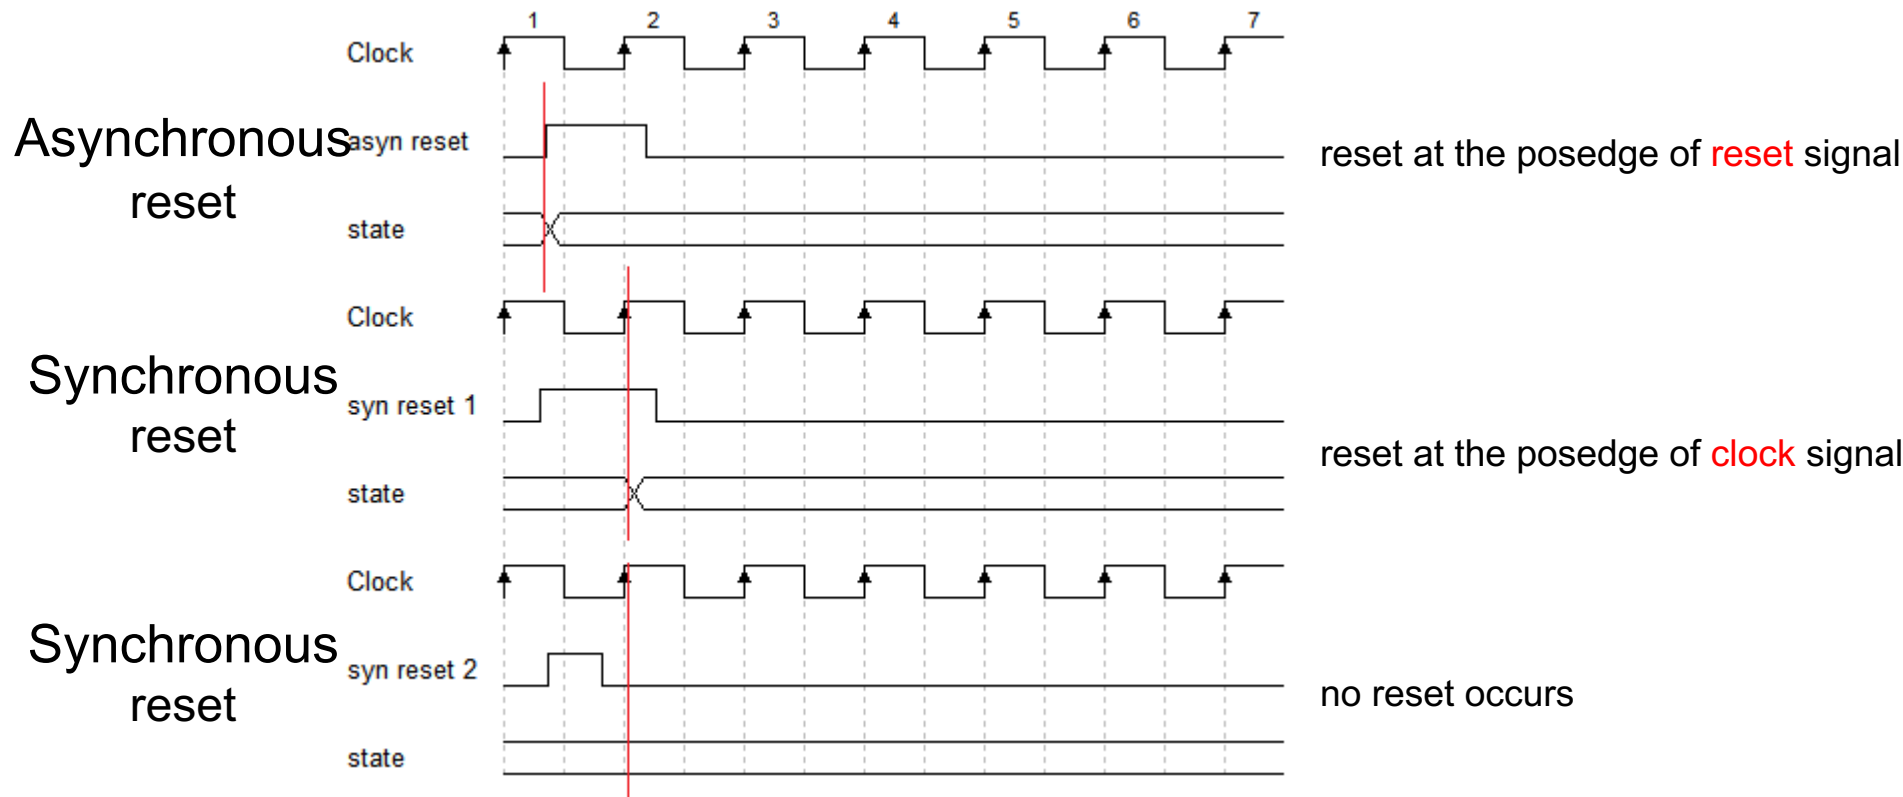 1 2 3 4 5 6 7
Clock
Asynchronous
reset
asyn reset
reset at the posedge of reset signal
state
Clock
Synchronous
reset
syn reset 1
reset at the posedge of clock signal
state
Clock
Synchronous
reset
syn reset 2
no reset occurs
state